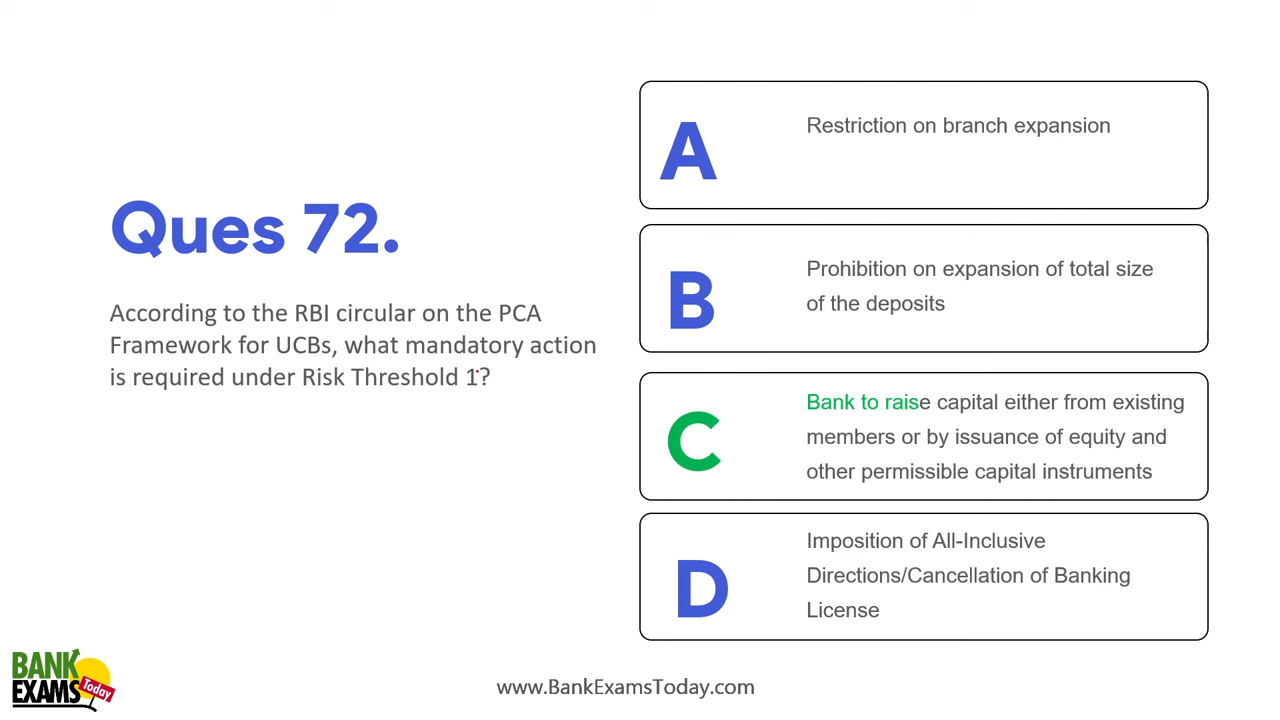 Ques 72.
According to the RBI circular on the PCA
Framework for UCBs, what mandatory action
is required under Risk Threshold 1?
A
Restriction on branch expansion
B
Prohibition on expansion of total size
of the deposits
C
Bank to raise capital either from existing
members or by issuance of equity and
other permissible capital instruments
D
Imposition of All-Inclusive
Directions/Cancellation of Banking
License
BANK
EXAMS
Today
www.BankExamsToday.com